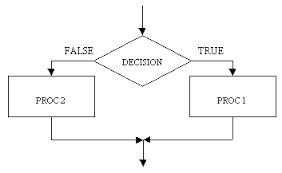 FALSE
TRUE
DECISION
PROC 2
PROC 1